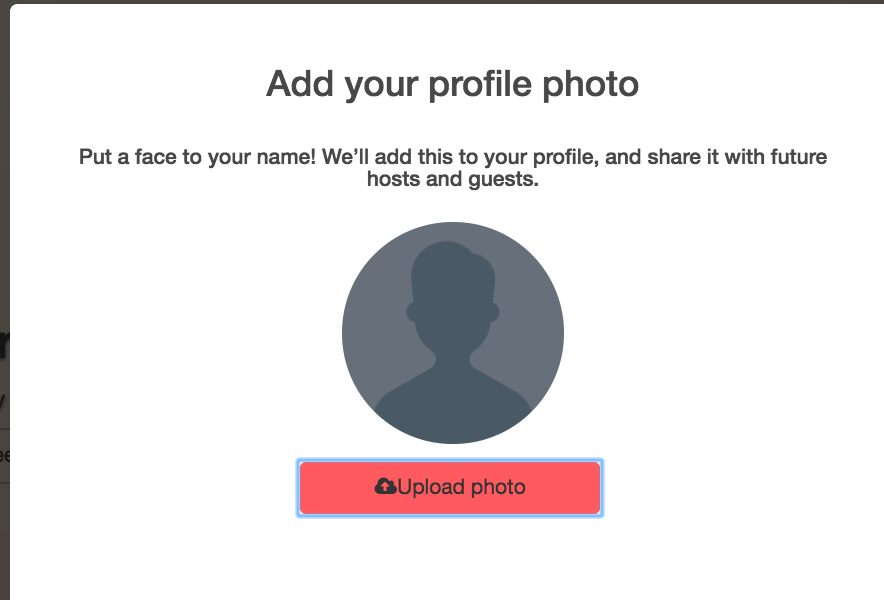 Add your profile photo
Put a face to your name! We’ll add this to your profile, and share it with future
hosts and guests.
Upload photo